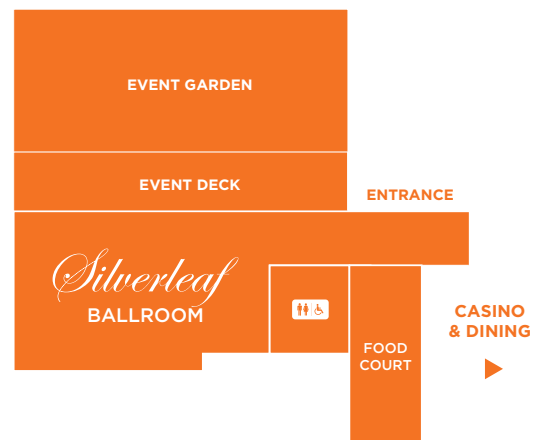 EVENT GARDEN
EVENT DECK
ENTRANCE
Silverleaf
BALLROOM
CASINO
& DINING
FOOD
COURT